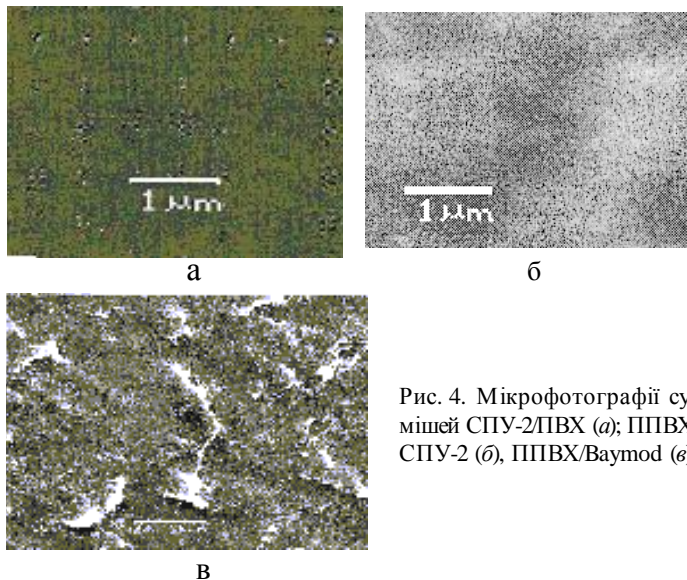 1 μm
1 μm
а
б
Рис. 4. Мікрофотографії су
мішей СПУ-2/ПВХ (а); ППВХ
СПУ-2 (б), ППВХ/Baymod (в
в